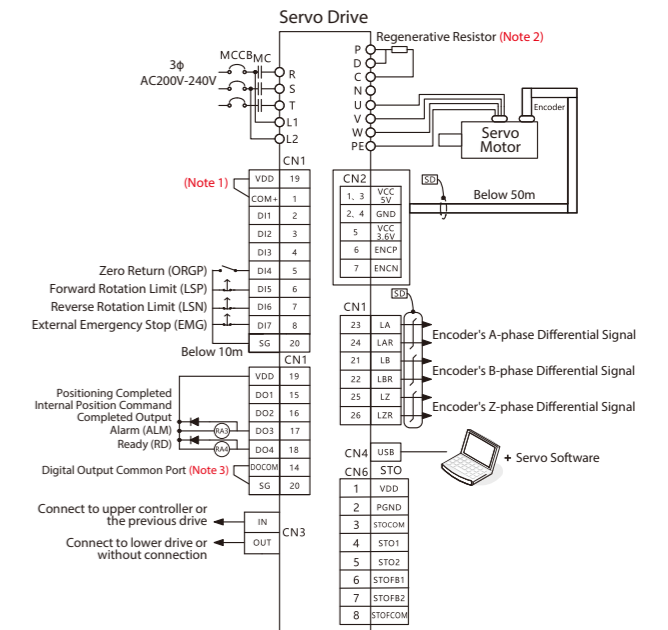 Servo Drive
Regenerative Resistor (Note 2)
3ϕ
AC200V-240V
MCCB
MC
R
S
T
L1
L2
P
D
C
N
U
V
W
PE
Servo
Motor
Encoder
CN1
(Note 1)
VDD 19
COM+ 1
DI1 2
DI2 3
DI3 4
Zero Return (ORGP) DI4 5
Forward Rotation Limit (LSP) DI5 6
Reverse Rotation Limit (LSN) DI6 7
External Emergency Stop (EMG) DI7 8
SG 20
Below 10m
CN2
SD
Below 50m
1, 3 VCC 5V
2, 4 GND
5 VCC 3.6V
6 ENCP
7 ENCN
CN1
SD
23 LA
24 LAR
Encoder's A-phase Differential Signal
21 LB
22 LBR
Encoder's B-phase Differential Signal
25 LZ
26 LZR
Encoder's Z-phase Differential Signal
CN1
VDD 19
Positioning Completed DO1 15
Internal Position Command
Completed Output DO2 16
Alarm (ALM) RA3 DO3 17
Ready (RD) RA4 DO4 18
Digital Output Common Port (Note 3) DOCOM 14
SG 20
CN4 USB
+ Servo Software
CN6 STO
1 VDD
2 PGND
3 STOCOM
4 STO1
5 STO2
6 STOFB1
7 STOFB2
8 STOFCOM
Connect to upper controller or
the previous drive
IN
CN3
Connect to lower drive or
without connection
OUT